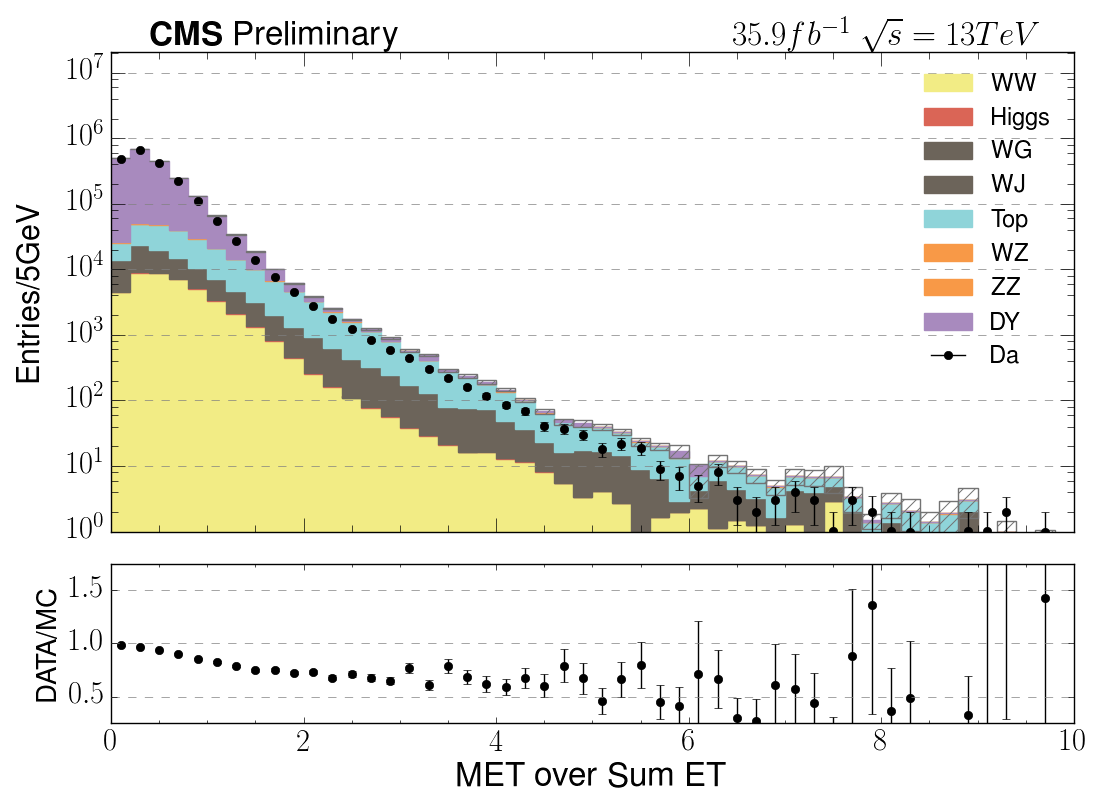 CMS Preliminary 35.9fb⁻¹ √s = 13TeV
10⁷
10⁶
10⁵
10⁴
10³
10²
10¹
10⁰
Entries/5GeV
WW
Higgs
WG
WJ
Top
WZ
ZZ
DY
Da
1.5
1.0
0.5
DATA/MC
0 2 4 6 8 10
MET over Sum ET